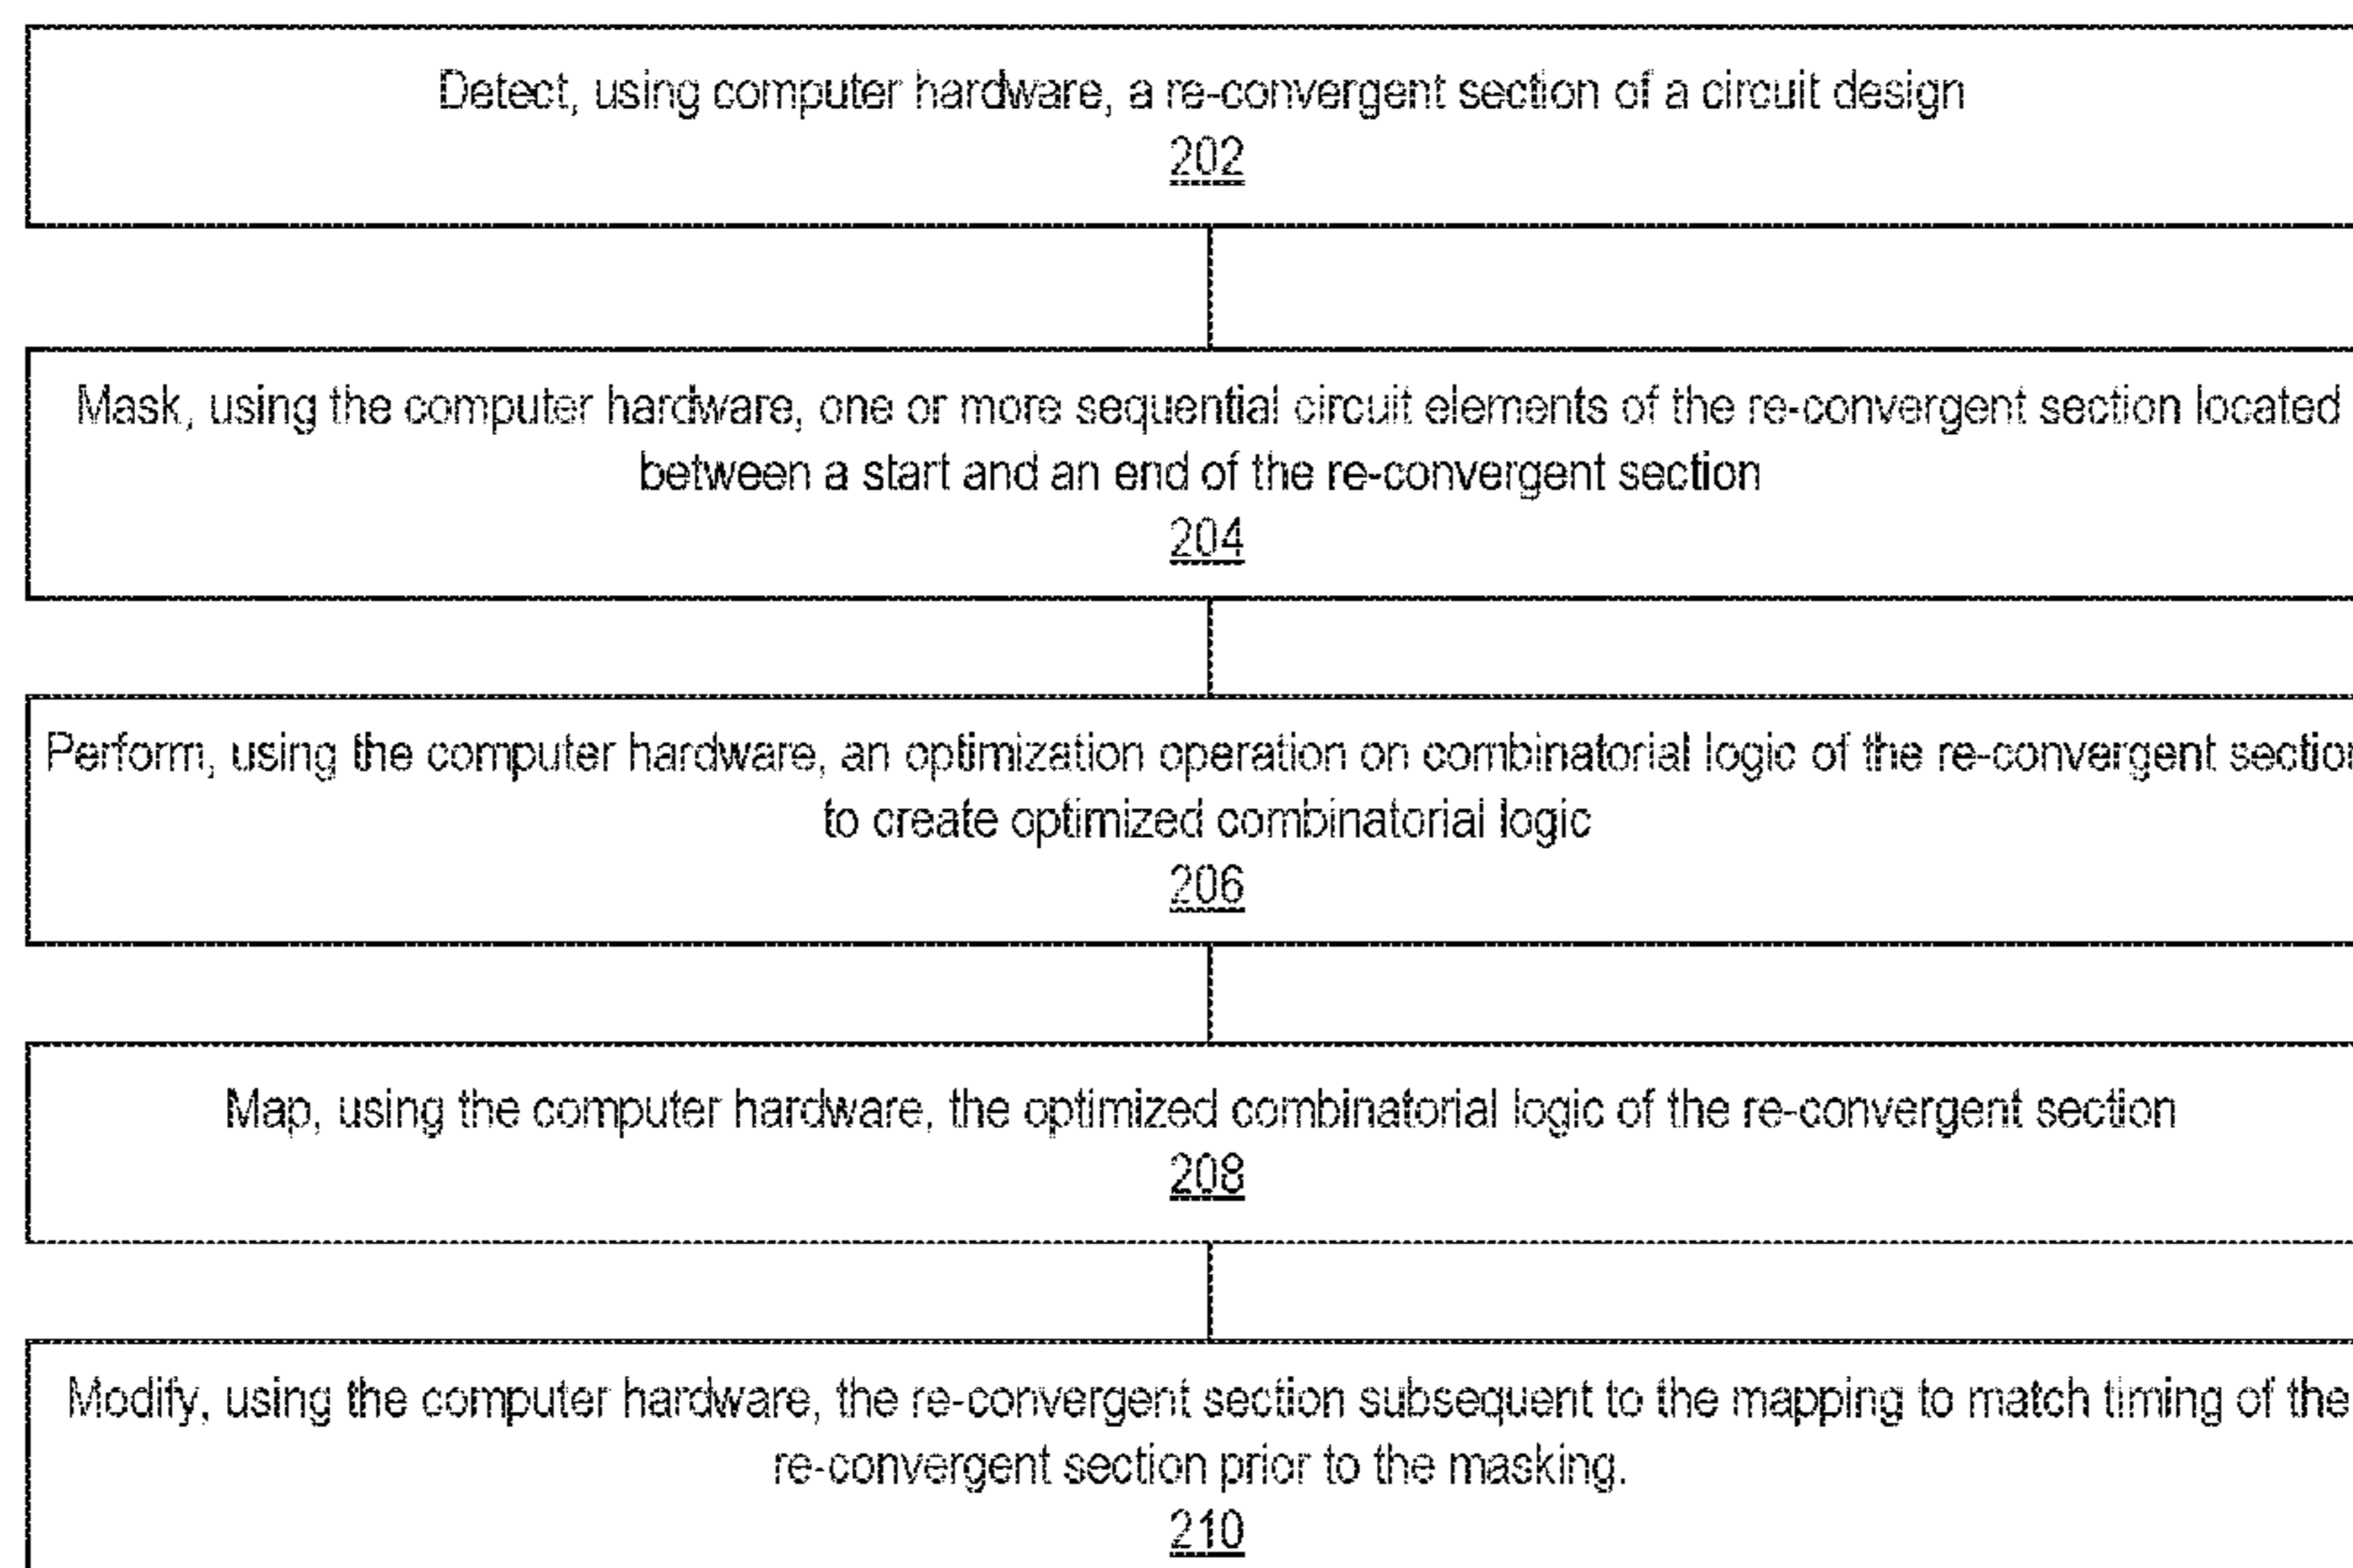 Detect, using computer hardware, a re-convergent section of a circuit design
202
Mask, using the computer hardware, one or more sequential circuit elements of the re-convergent section located
between a start and an end of the re-convergent section
204
Perform, using the computer hardware, an optimization operation on combinatorial logic of the re-convergent section
to create optimized combinatorial logic
206
Map, using the computer hardware, the optimized combinatorial logic of the re-convergent section
208
Modify, using the computer hardware, the re-convergent section subsequent to the mapping to match timing of the
re-convergent section prior to the masking.
210